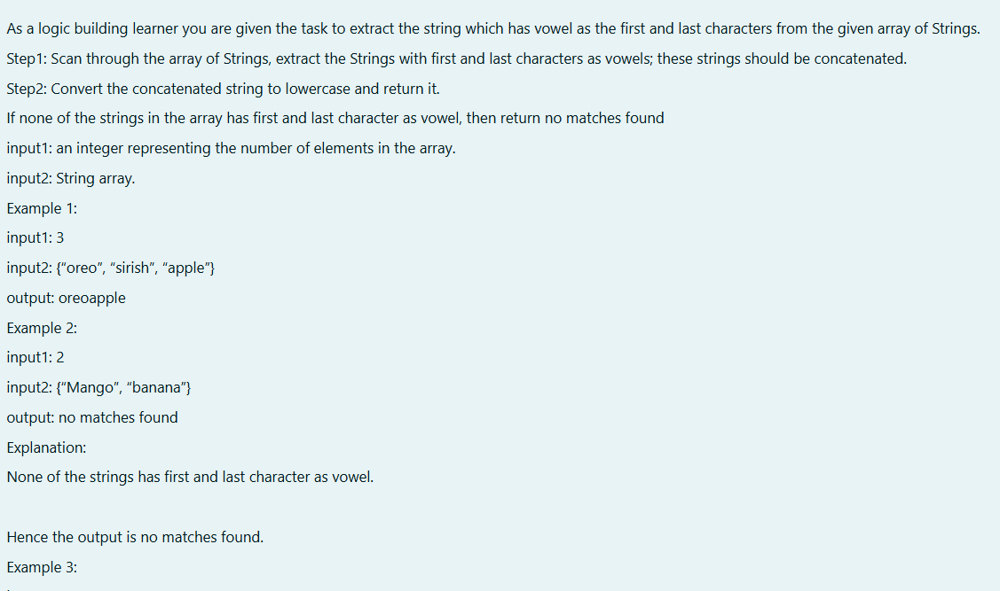 As a logic building learner you are given the task to extract the string which has vowel as the first and last characters from the given array of Strings.
Step1: Scan through the array of Strings, extract the Strings with first and last characters as vowels; these strings should be concatenated.
Step2: Convert the concatenated string to lowercase and return it.
If none of the strings in the array has first and last character as vowel, then return no matches found
input1: an integer representing the number of elements in the array.
input2: String array.
Example 1:
input1: 3
input2: {“oreo”, “sirish”, “apple”}
output: oreoapple
Example 2:
input1: 2
input2: {“Mango”, “banana”}
output: no matches found
Explanation:
None of the strings has first and last character as vowel.
Hence the output is no matches found.
Example 3: